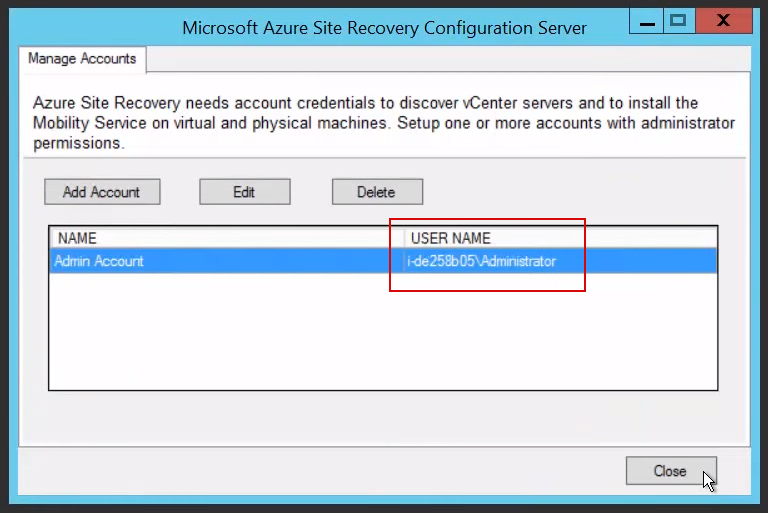 Microsoft Azure Site Recovery Configuration Server
X
Manage Accounts
Azure Site Recovery needs account credentials to discover vCenter servers and to install the
Mobility Service on virtual and physical machines. Setup one or more accounts with administrator
permissions.
Add Account Edit Delete
NAME USER NAME
Admin Account i-de258b05\Administrator
Close